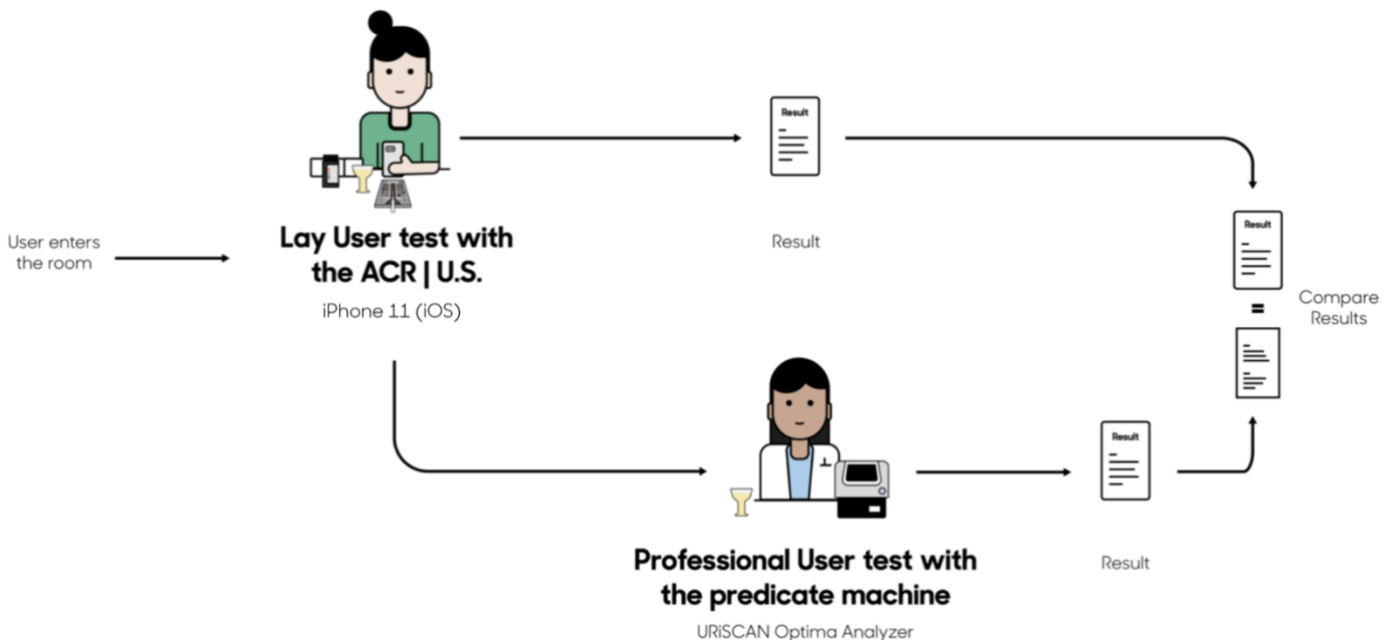 User enters
the room
Lay User test with
the ACR | U.S.
iPhone 11 (iOS)
Result
Result
Result
Compare
Results
Professional User test with
the predicate machine
URiSCAN Optima Analyzer
Result
Result